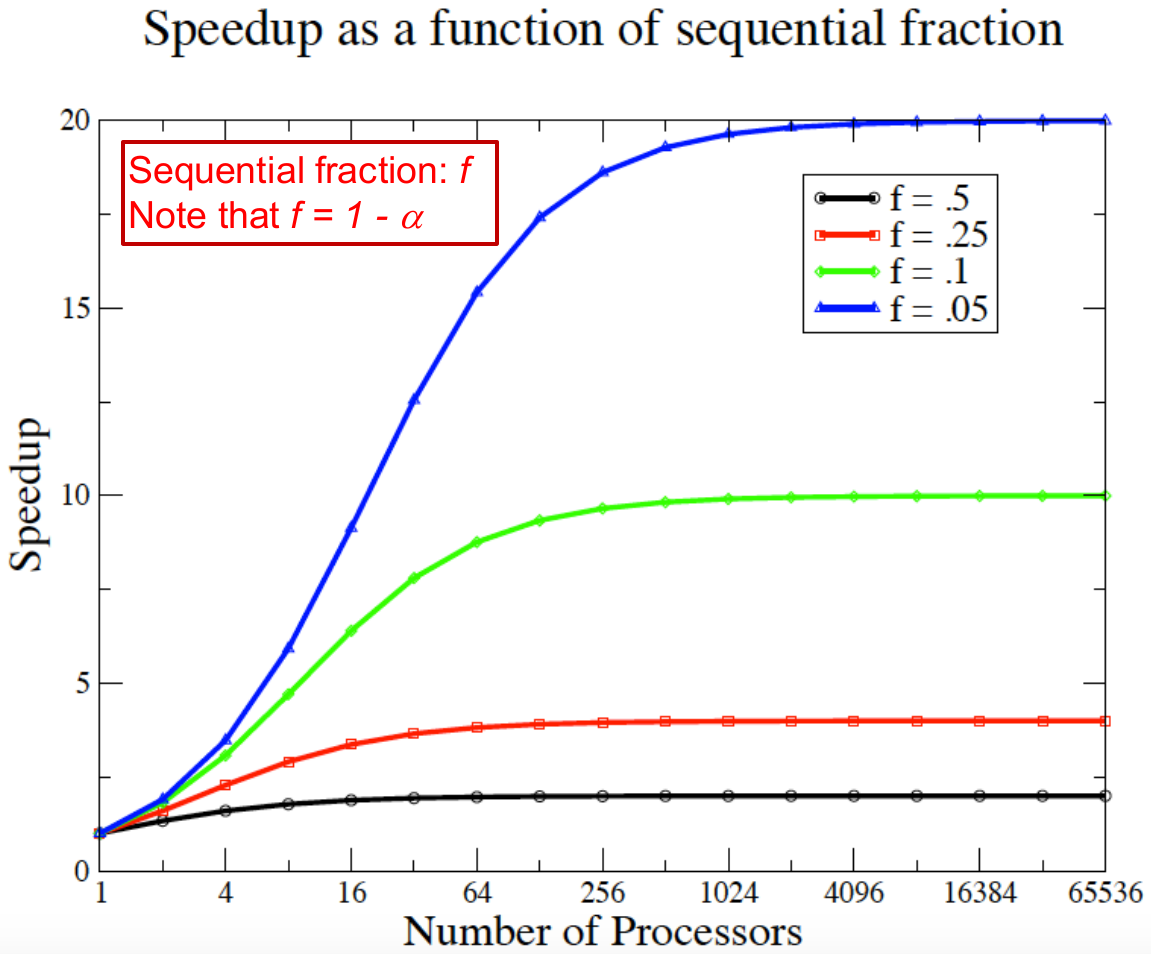 Speedup as a function of sequential fraction
20
Sequential fraction: f
Note that f = 1 - α
f = .5
f = .25
f = .1
f = .05
15
10
5
0
Speedup
1 4 16 64 256 1024 4096 16384 65536
Number of Processors